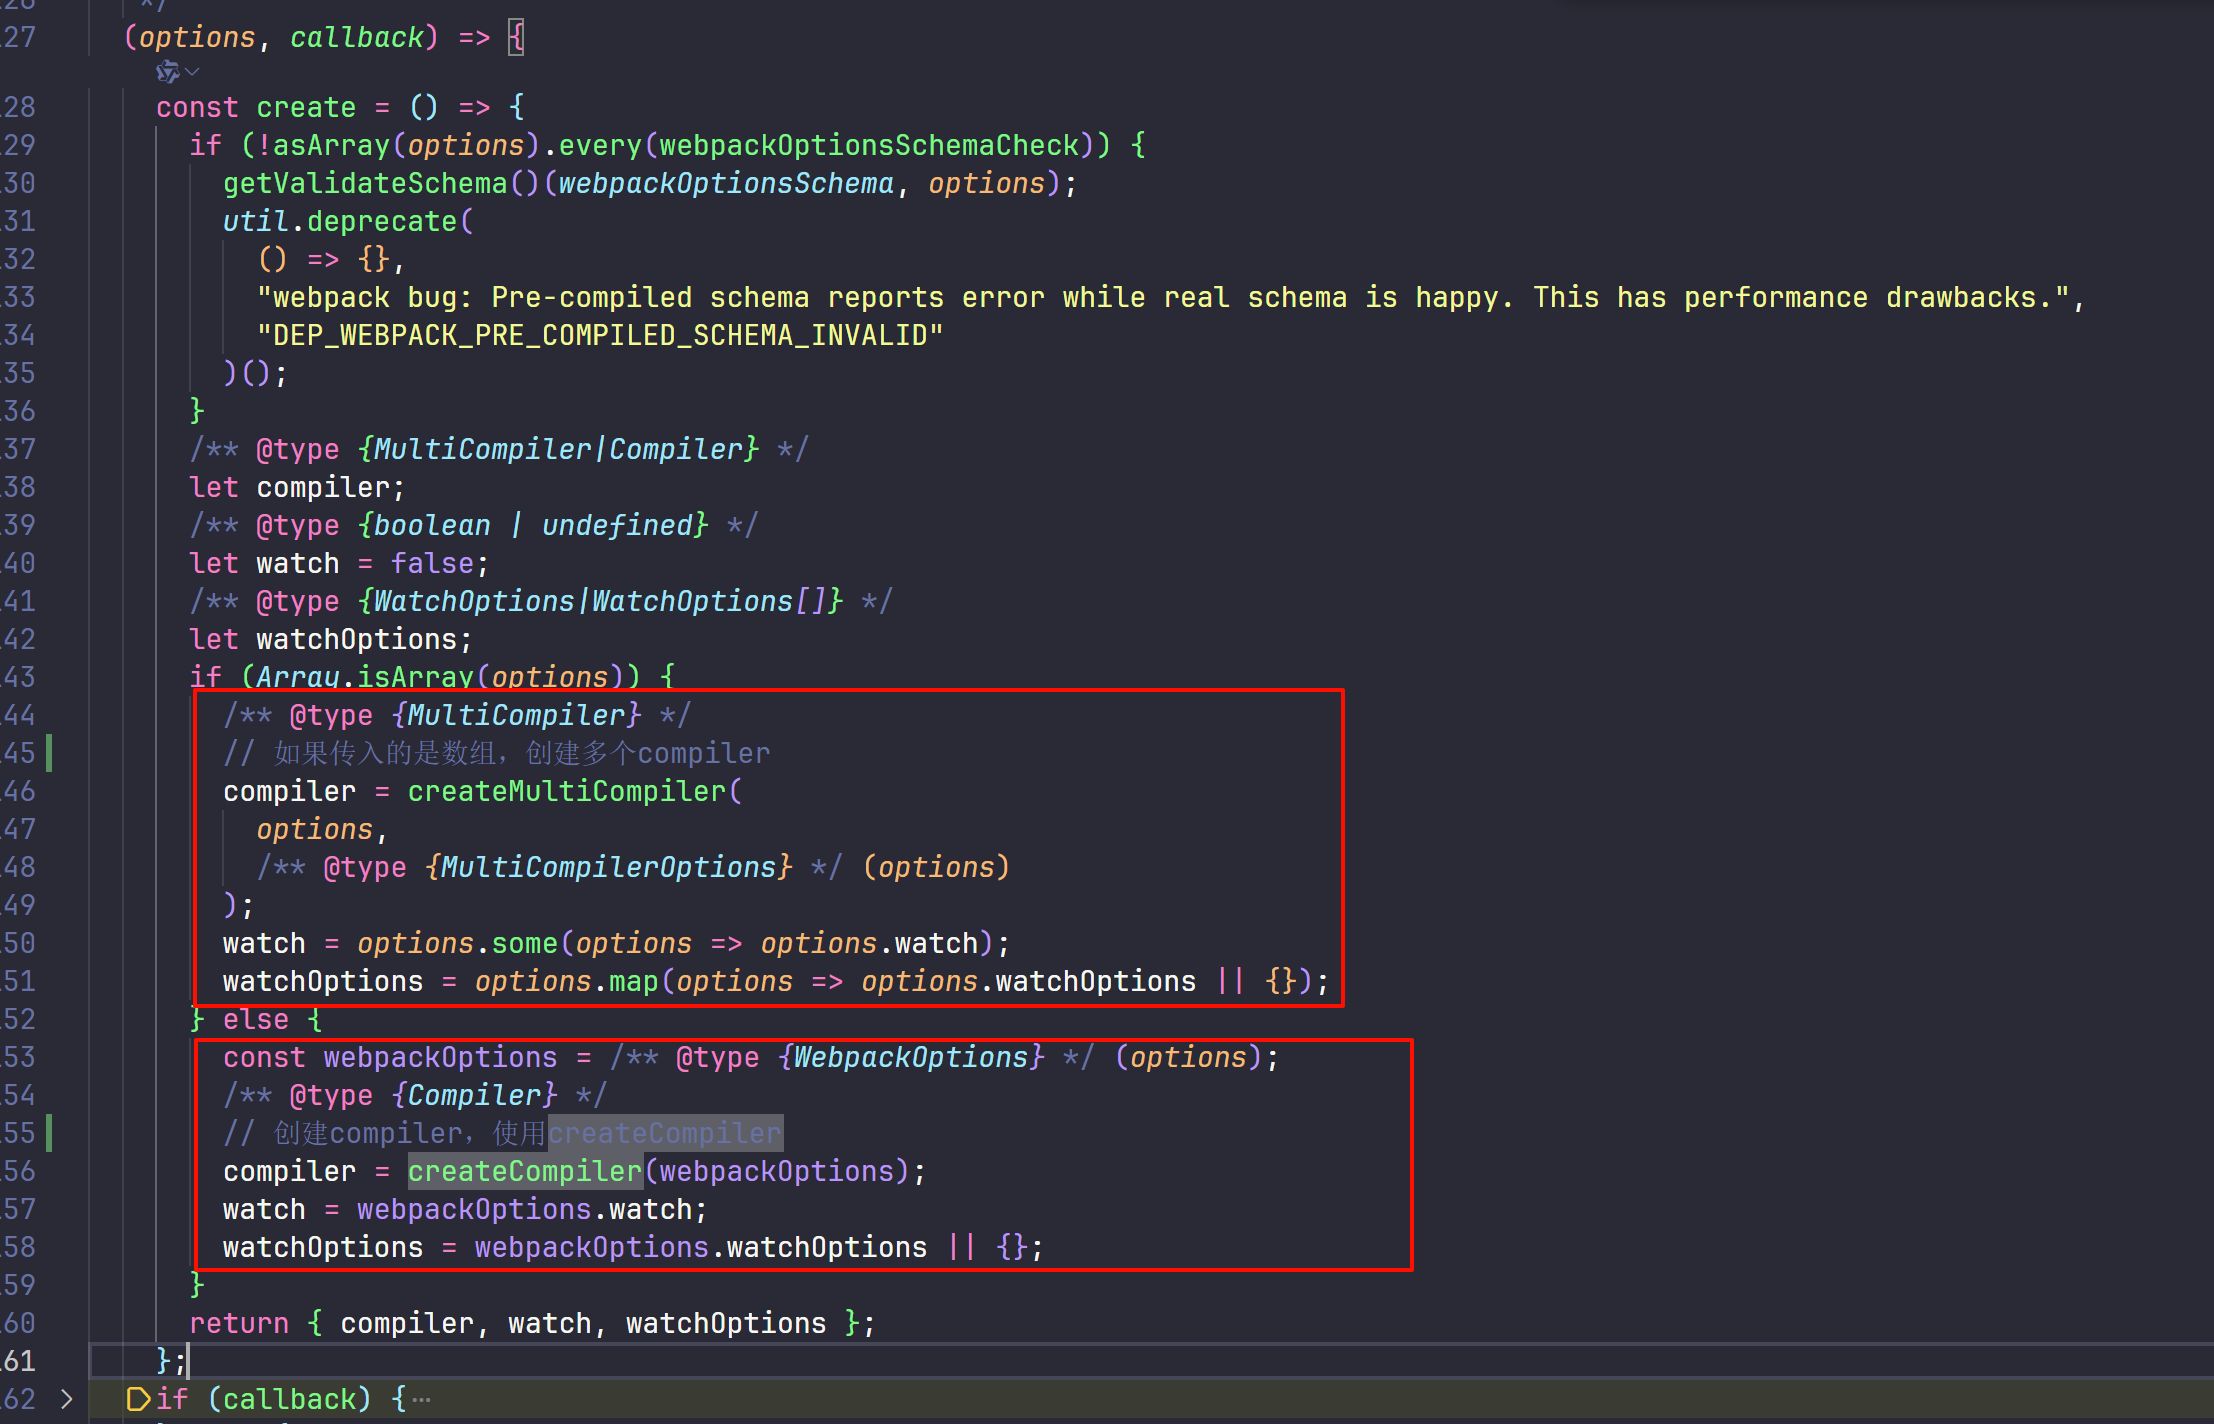 */
27 (options, callback) => {
28 const create = () => {
29 if (!asArray(options).every(webpackOptionsSchemaCheck)) {
30 getValidateSchema()(webpackOptionsSchema, options);
31 util.deprecate(
32 () => {},
33 "webpack bug: Pre-compiled schema reports error while real schema is happy. This has performance drawbacks.",
34 "DEP_WEBPACK_PRE_COMPILED_SCHEMA_INVALID"
35 )();
36 }
37 /** @type {MultiCompiler|Compiler} */
38 let compiler;
39 /** @type {boolean | undefined} */
40 let watch = false;
41 /** @type {WatchOptions|WatchOptions[]} */
42 let watchOptions;
43 if (Array.isArray(options)) {
44 /** @type {MultiCompiler} */
45 // 如果传入的是数组，创建多个compiler
46 compiler = createMultiCompiler(
47 options,
48 /** @type {MultiCompilerOptions} */ (options)
49 );
50 watch = options.some(options => options.watch);
51 watchOptions = options.map(options => options.watchOptions || {});
52 } else {
53 const webpackOptions = /** @type {WebpackOptions} */ (options);
54 /** @type {Compiler} */
55 // 创建compiler，使用createCompiler
56 compiler = createCompiler(webpackOptions);
57 watch = webpackOptions.watch;
58 watchOptions = webpackOptions.watchOptions || {};
59 }
60 return { compiler, watch, watchOptions };
61 };
62 if (callback) {…